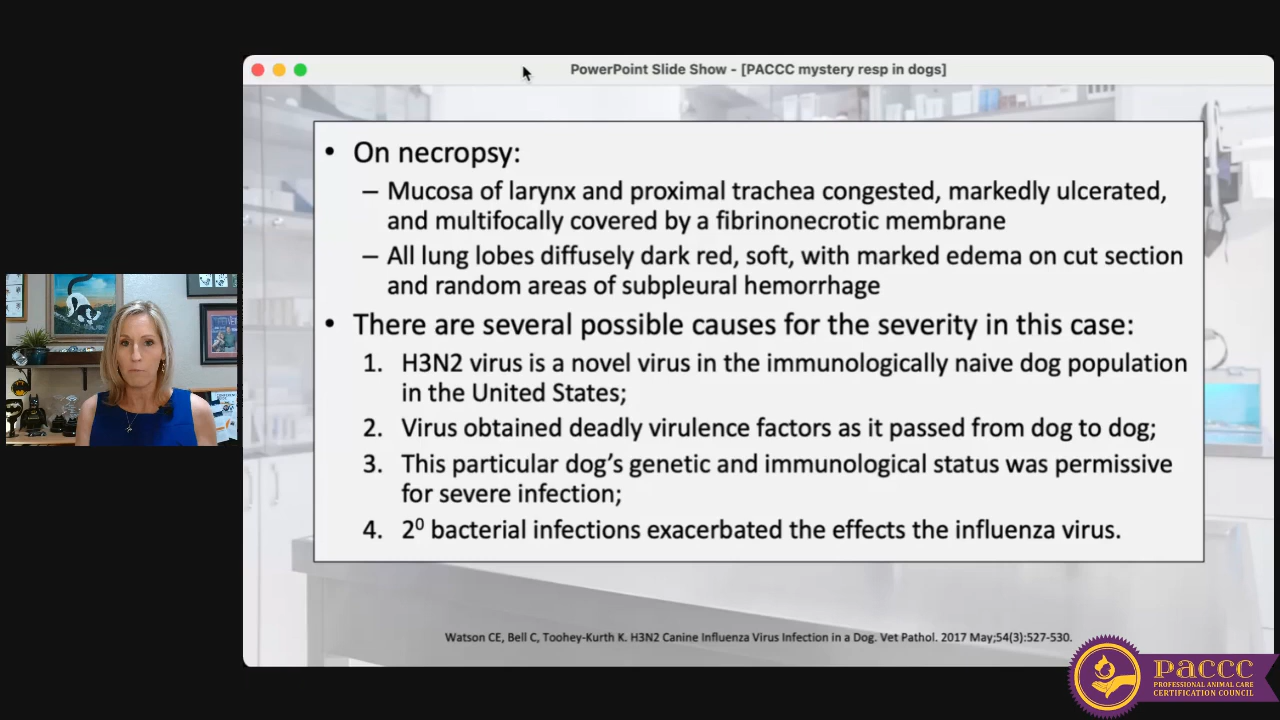 PowerPoint Slide Show - [PACCC mystery resp in dogs]
• On necropsy:
– Mucosa of larynx and proximal trachea congested, markedly ulcerated,
and multifocally covered by a fibrinonecrotic membrane
– All lung lobes diffusely dark red, soft, with marked edema on cut section
and random areas of subpleural hemorrhage
• There are several possible causes for the severity in this case:
1. H3N2 virus is a novel virus in the immunologically naive dog population
in the United States;
2. Virus obtained deadly virulence factors as it passed from dog to dog;
3. This particular dog's genetic and immunological status was permissive
for severe infection;
4. 2⁰ bacterial infections exacerbated the effects the influenza virus.
Watson CE, Bell C, Toohey-Kurth K. H3N2 Canine Influenza Virus Infection in a Dog. Vet Pathol. 2017 May;54(3):527-530.
PACCC
PROFESSIONAL ANIMAL CARE
CERTIFICATION COUNCIL